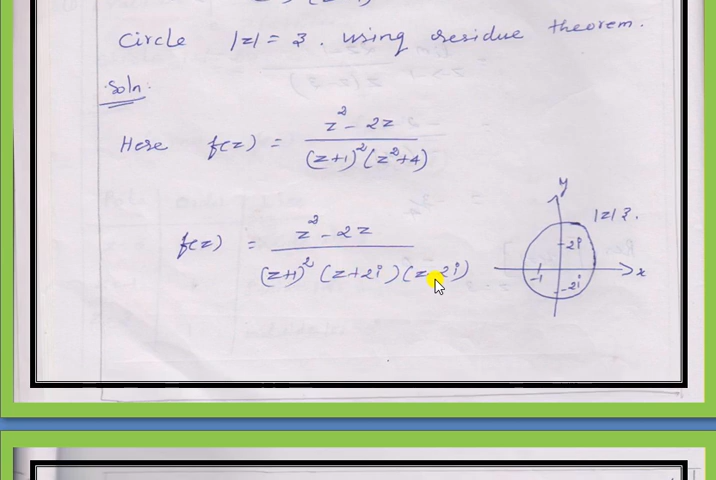 Circle |z| = 3. using residue theorem.
Soln.
Here f(z) = z² - 2z / (z+1)² (z²+4)
f(z) = z² - 2z / (z+1)² (z+2i) (z-2i)
y
|z| 3.
2i
-1
-2i
x